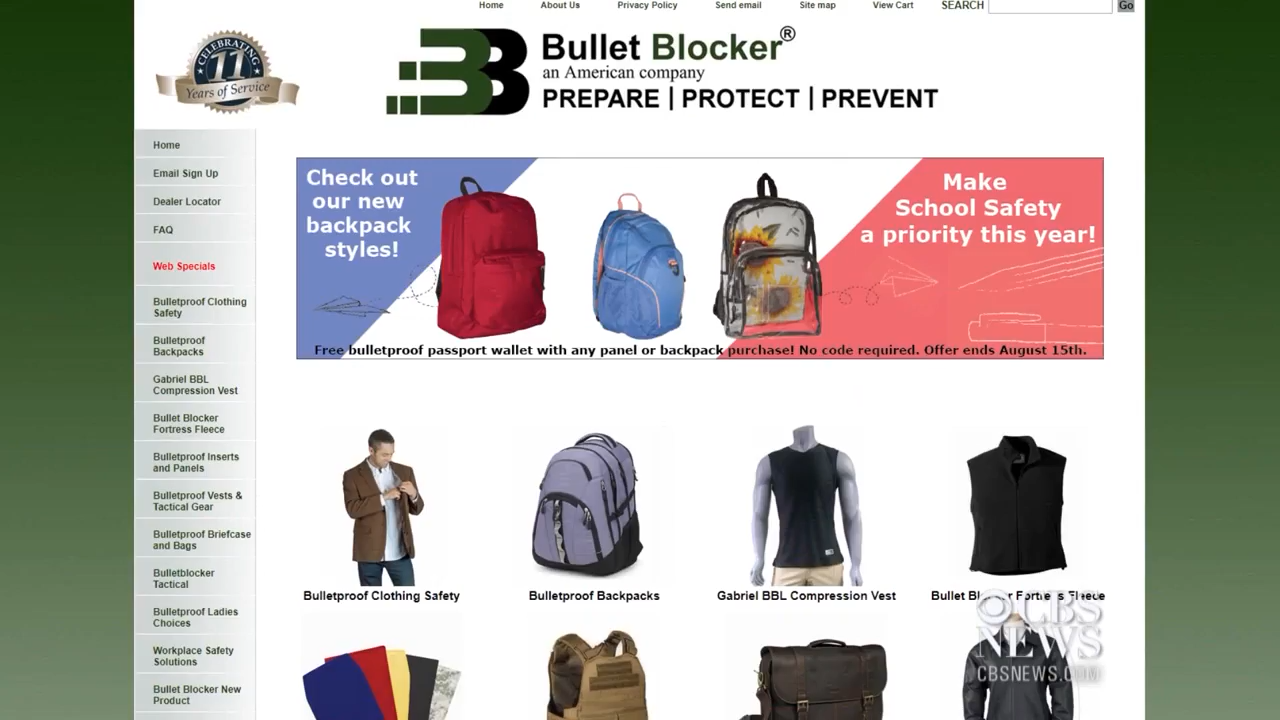 Home
About Us
Privacy Policy
Send email
Site map
View Cart
SEARCH
Go
CELEBRATING
11
Years of Service
Bullet Blocker®
an American company
PREPARE | PROTECT | PREVENT
Home
Email Sign Up
Dealer Locator
FAQ
Web Specials
Bulletproof Clothing
Safety
Bulletproof
Backpacks
Gabriel BBL
Compression Vest
Bullet Blocker
Fortress Fleece
Bulletproof Inserts
and Panels
Bulletproof Vests &
Tactical Gear
Bulletproof Briefcase
and Bags
Bulletblocker
Tactical
Bulletproof Ladies
Choices
Workplace Safety
Solutions
Bullet Blocker New
Product
Check out
our new
backpack
styles!
Make
School Safety
a priority this year!
Free bulletproof passport wallet with any panel or backpack purchase! No code required. Offer ends August 15th.
Bulletproof Clothing Safety
Bulletproof Backpacks
Gabriel BBL Compression Vest
Bullet Blocker Fortress Fleece
CBS
NEWS
CBSNEWS.COM